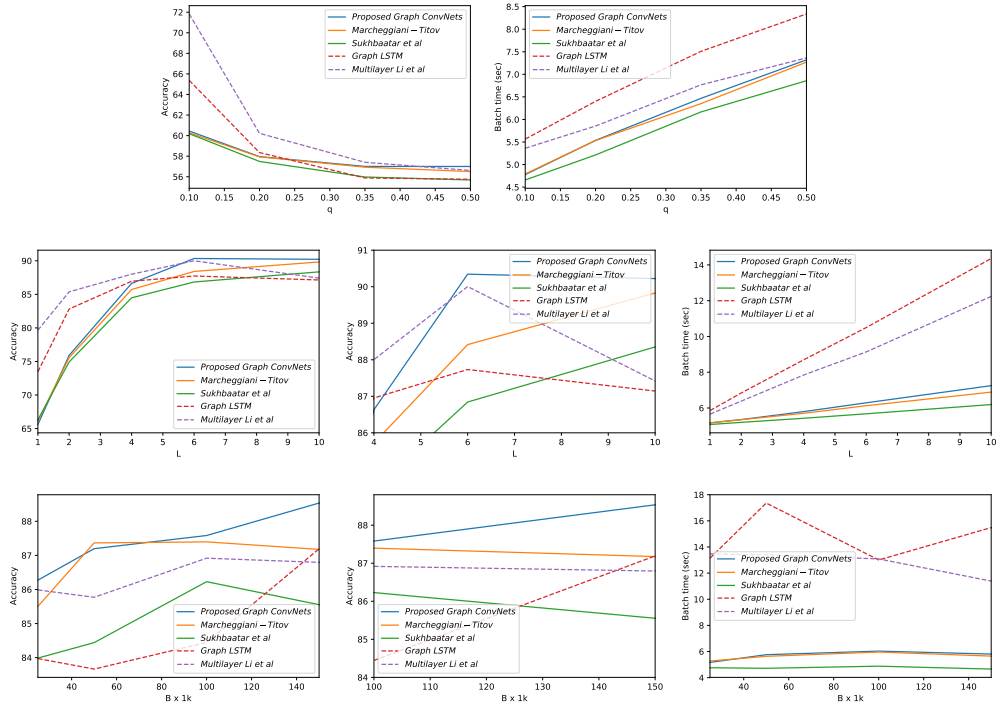 72
70
68
66
64
62
60
58
56
Accuracy
0.10 0.15 0.20 0.25 0.30 0.35 0.40 0.45 0.50
q
Proposed Graph ConvNets
Marcheggiani−Titov
Sukhbaatar et al
Graph LSTM
Multilayer Li et al
8.5
8.0
7.5
7.0
6.5
6.0
5.5
5.0
4.5
Batch time (sec)
0.10 0.15 0.20 0.25 0.30 0.35 0.40 0.45 0.50
q
Proposed Graph ConvNets
Marcheggiani−Titov
Sukhbaatar et al
Graph LSTM
Multilayer Li et al
90
85
80
75
70
65
Accuracy
1 2 3 4 5 6 7 8 9 10
L
Proposed Graph ConvNets
Marcheggiani−Titov
Sukhbaatar et al
Graph LSTM
Multilayer Li et al
91
90
89
88
87
86
Accuracy
4 5 6 7 8 9 10
L
Proposed Graph ConvNets
Marcheggiani−Titov
Sukhbaatar et al
Graph LSTM
Multilayer Li et al
14
12
10
8
6
Batch time (sec)
1 2 3 4 5 6 7 8 9 10
L
Proposed Graph ConvNets
Marcheggiani−Titov
Sukhbaatar et al
Graph LSTM
Multilayer Li et al
88
87
86
85
84
Accuracy
40 60 80 100 120 140
B x 1k
Proposed Graph ConvNets
Marcheggiani−Titov
Sukhbaatar et al
Graph LSTM
Multilayer Li et al
88
87
86
85
84
Accuracy
100 110 120 130 140 150
B x 1k
Proposed Graph ConvNets
Marcheggiani−Titov
Sukhbaatar et al
Graph LSTM
Multilayer Li et al
18
16
14
12
10
8
6
4
Batch time (sec)
40 60 80 100 120 140
B x 1k
Proposed Graph ConvNets
Marcheggiani−Titov
Sukhbaatar et al
Graph LSTM
Multilayer Li et al